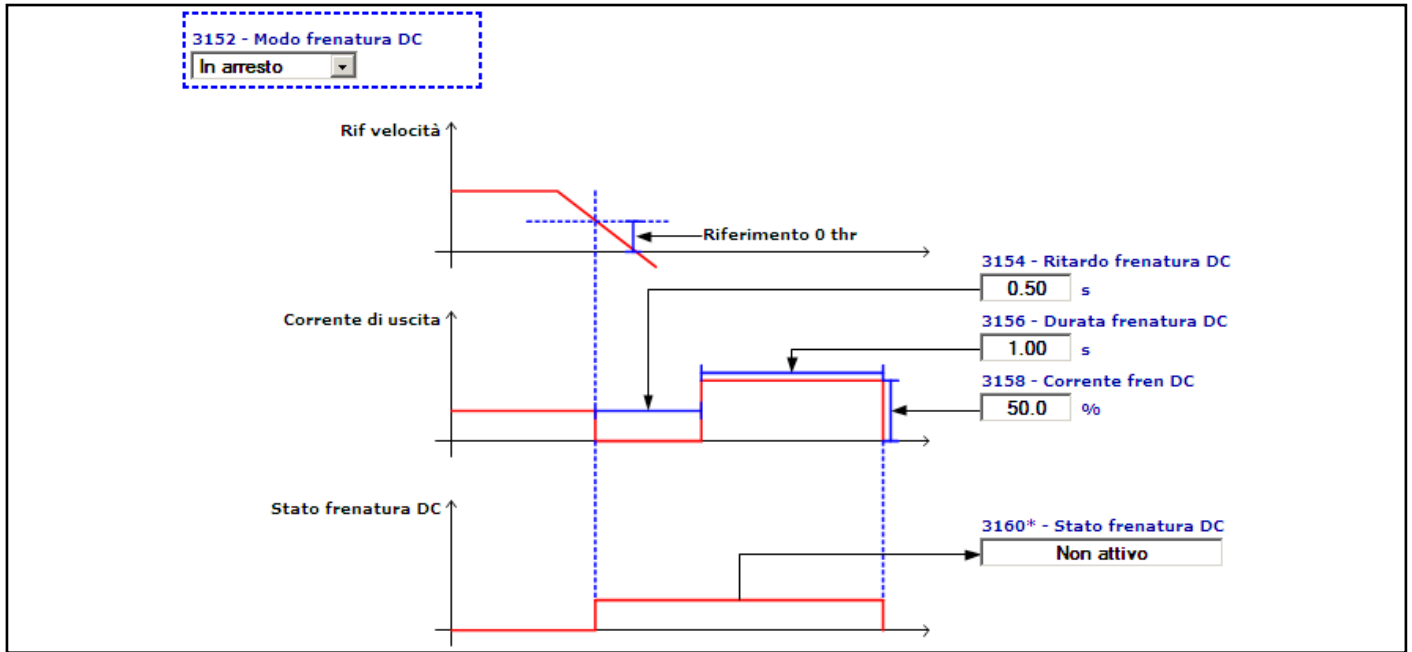 3152 - Modo frenatura DC
In arresto
Rif velocità
Riferimento 0 thr
3154 - Ritardo frenatura DC
0.50 s
Corrente di uscita
3156 - Durata frenatura DC
1.00 s
3158 - Corrente fren DC
50.0 %
Stato frenatura DC
3160* - Stato frenatura DC
Non attivo